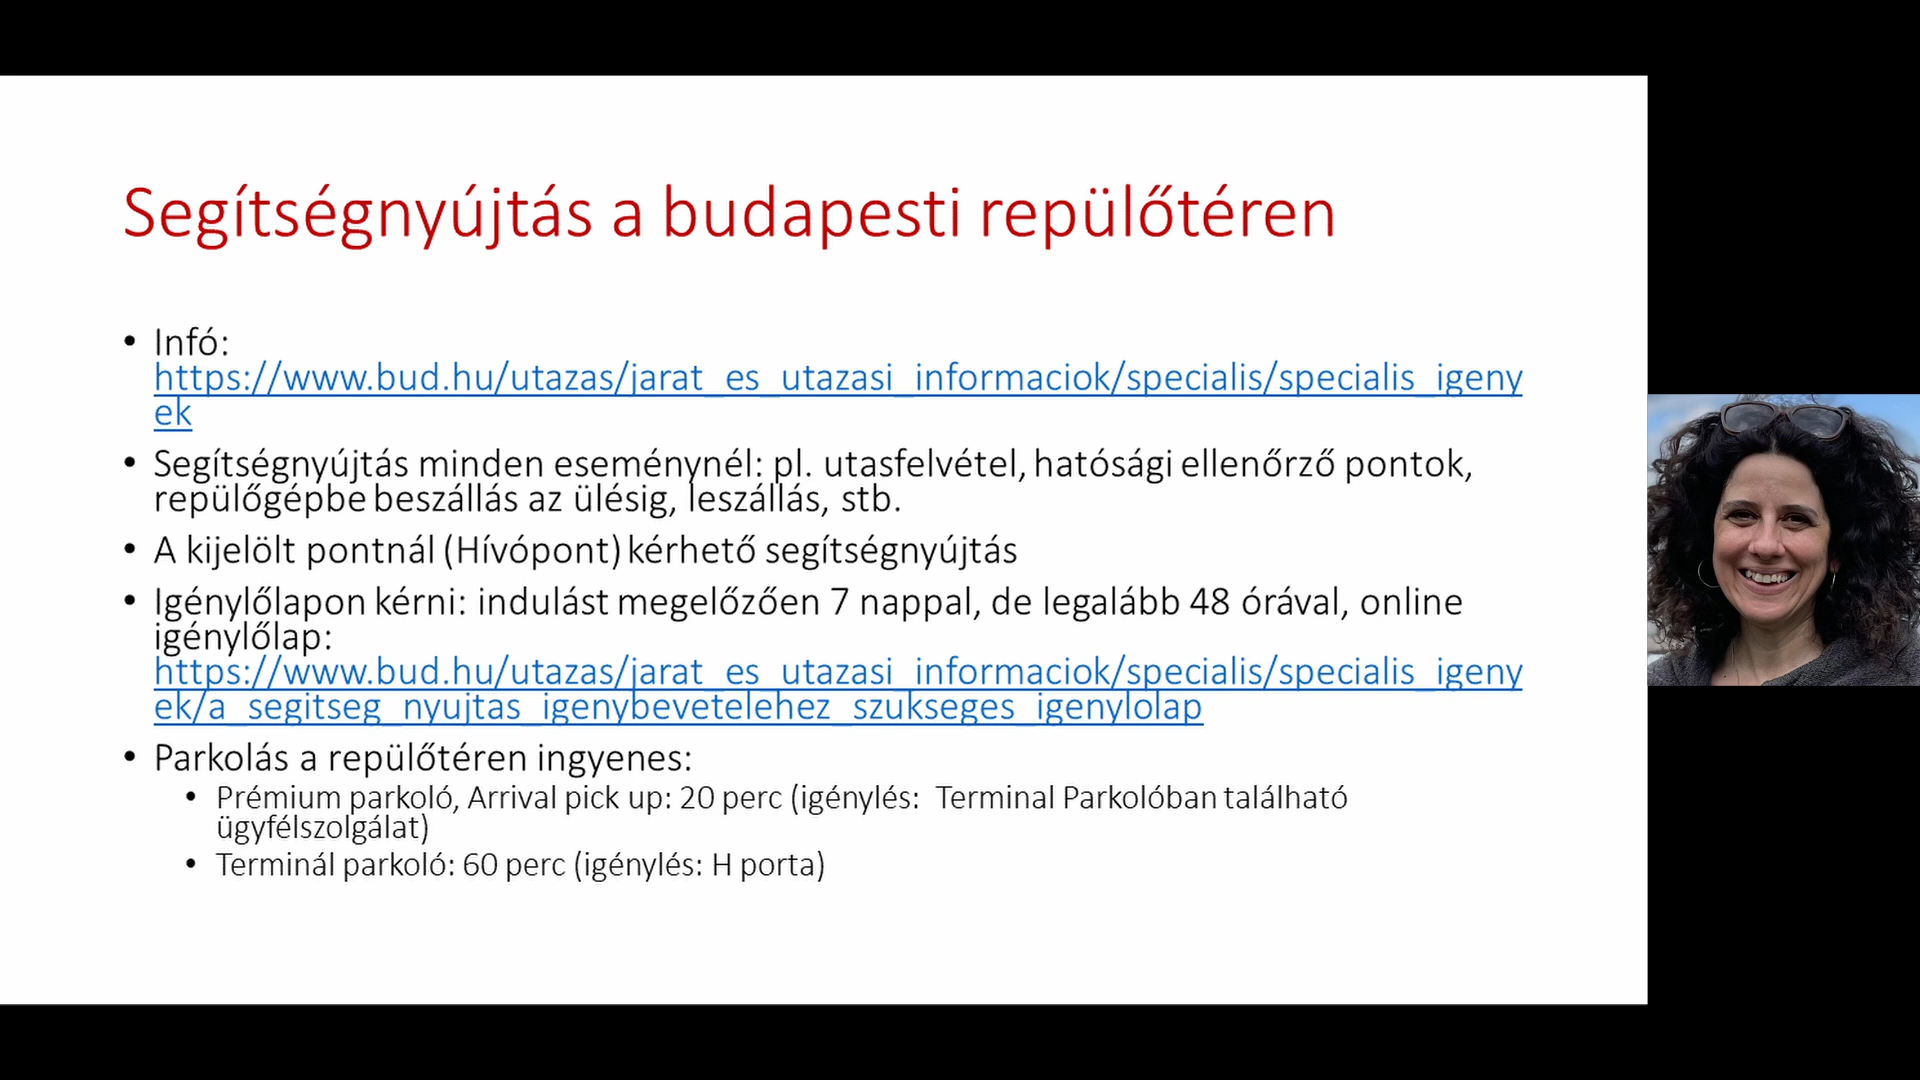 Segítségnyújtás a budapesti repülőtéren
• Infó:
https://www.bud.hu/utazas/jarat_es_utazasi_informaciok/specialis/specialis_igeny
ek
• Segítségnyújtás minden eseménynél: pl. utasfelvétel, hatósági ellenőrző pontok,
repülőgépbe beszállás az ülésig, leszállás, stb.
• A kijelölt pontnál (Hívópont) kérhető segítségnyújtás
• Igénylőlapon kérni: indulást megelőzően 7 nappal, de legalább 48 órával, online
igénylőlap:
https://www.bud.hu/utazas/jarat_es_utazasi_informaciok/specialis/specialis_igeny
ek/a_segitseg_nyujtas_igenybevetelehez_szukseges_igenylolap
• Parkolás a repülőtéren ingyenes:
• Prémium parkoló, Arrival pick up: 20 perc (igénylés: Terminal Parkolóban található
ügyfélszolgálat)
• Terminál parkoló: 60 perc (igénylés: H porta)